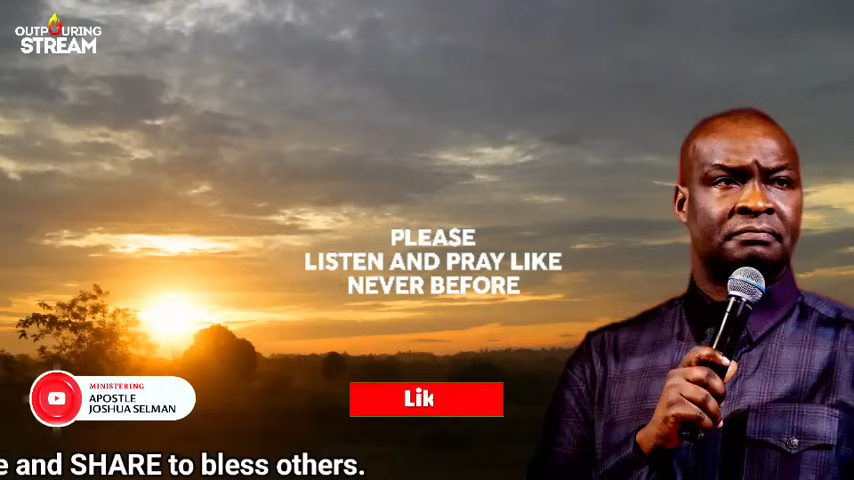 OUTPOURING
STREAM
PLEASE
LISTEN AND PRAY LIKE
NEVER BEFORE
MINISTERING
APOSTLE
JOSHUA SELMAN
Lik
e and SHARE to bless others.